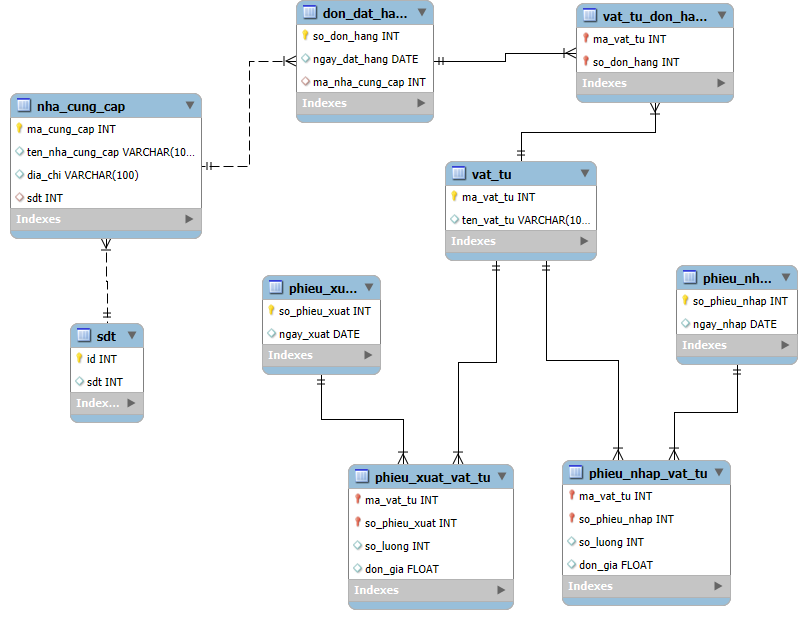 don_dat_ha...
so_don_hang INT
ngay_dat_hang DATE
ma_nha_cung_cap INT
Indexes
vat_tu_don_ha...
ma_vat_tu INT
so_don_hang INT
Indexes
nha_cung_cap
ma_cung_cap INT
ten_nha_cung_cap VARCHAR(10...
dia_chi VARCHAR(100)
sdt INT
Indexes
vat_tu
ma_vat_tu INT
ten_vat_tu VARCHAR(10...
Indexes
phieu_xu...
so_phieu_xuat INT
ngay_xuat DATE
Indexes
phieu_nh...
so_phieu_nhap INT
ngay_nhap DATE
Indexes
sdt
id INT
sdt INT
Index...
phieu_xuat_vat_tu
ma_vat_tu INT
so_phieu_xuat INT
so_luong INT
don_gia FLOAT
Indexes
phieu_nhap_vat_tu
ma_vat_tu INT
so_phieu_nhap INT
so_luong INT
don_gia FLOAT
Indexes